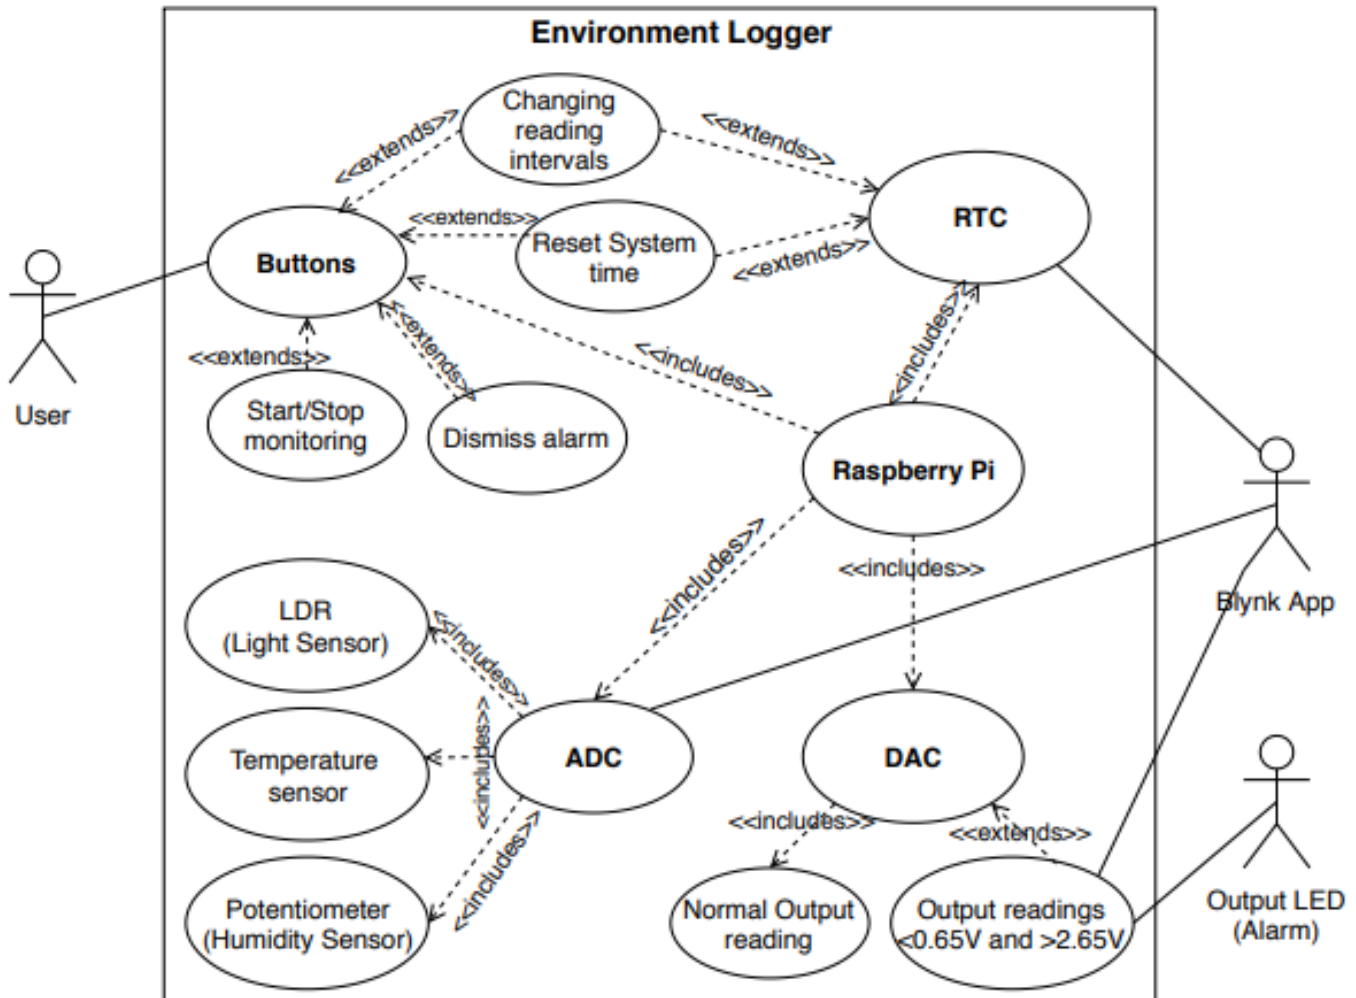 Environment Logger
Changing
reading
intervals
<<extends>>
<<extends>>
RTC
<<extends>>
Reset System
time
<<extends>>
Buttons
User
<<extends>>
<<extends>>
<<includes>>
<<includes>>
Start/Stop
monitoring
Dismiss alarm
Raspberry Pi
<<includes>>
<<includes>>
Blynk App
LDR
(Light Sensor)
<<includes>>
Temperature
sensor
<<includes>>
ADC
DAC
<<includes>>
<<includes>>
<<extends>>
Potentiometer
(Humidity Sensor)
Normal Output
reading
Output readings
<0.65V and >2.65V
Output LED
(Alarm)